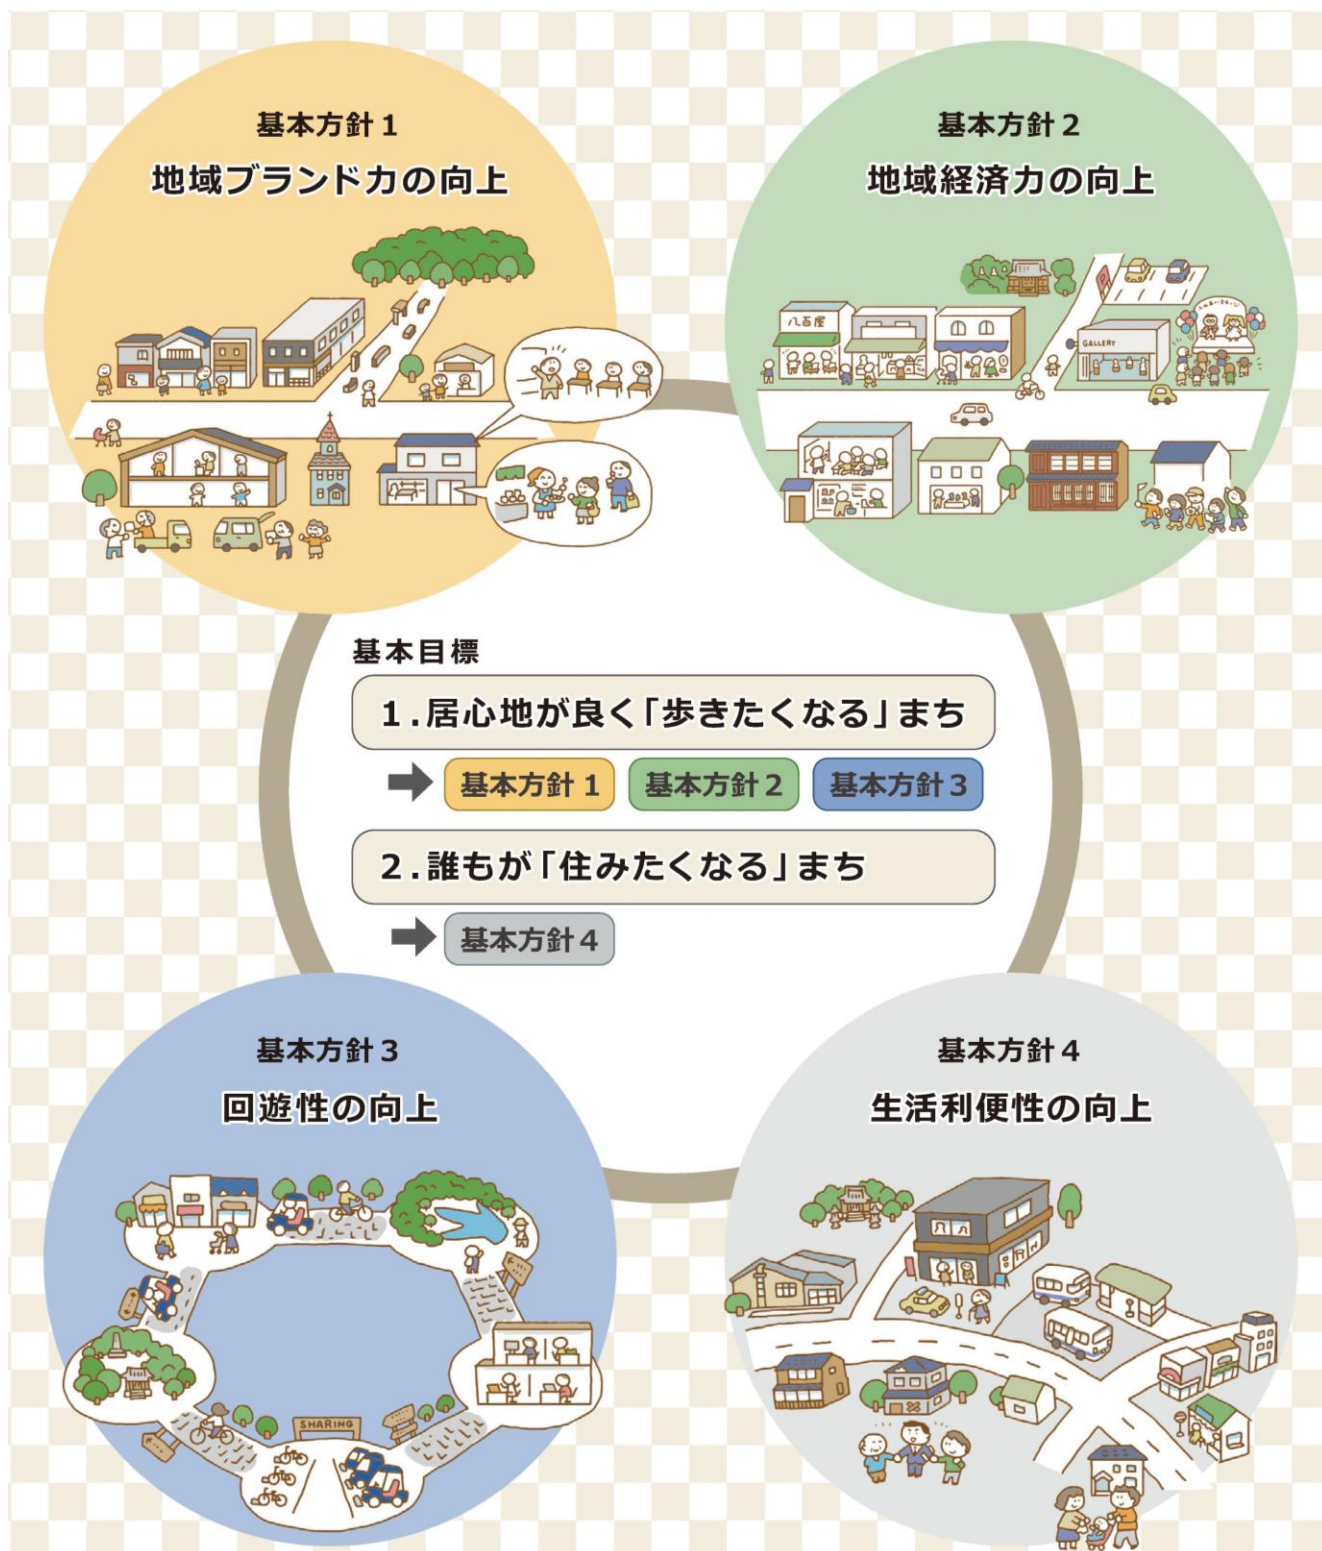 基本方針1
地域ブランド力の向上
基本方針2
地域経済力の向上
八百屋
GALLERY
基本目標
1.居心地が良く「歩きたくなる」まち
基本方針1
基本方針2
基本方針3
2.誰もが「住みたくなる」まち
基本方針4
基本方針3
回遊性の向上
SHARING
基本方針4
生活利便性の向上